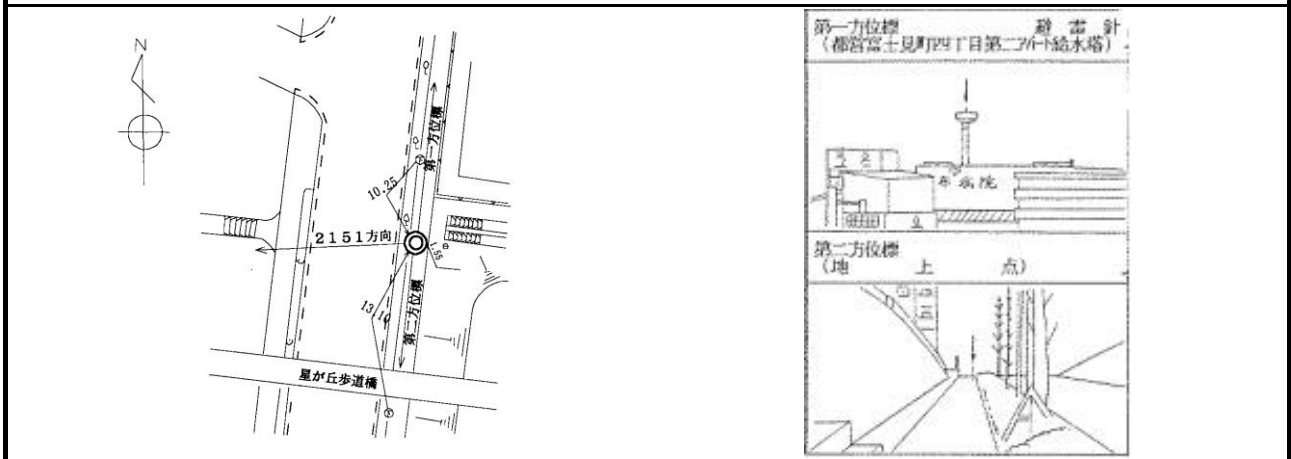 N
第一方位標
10.25
2151方向
1.55
13.10
第二方位標
星が丘歩道橋
第一方位標 避雷針
(都営富士見町四丁目第二アパート給水塔)
病院
第二方位標
(地上点)